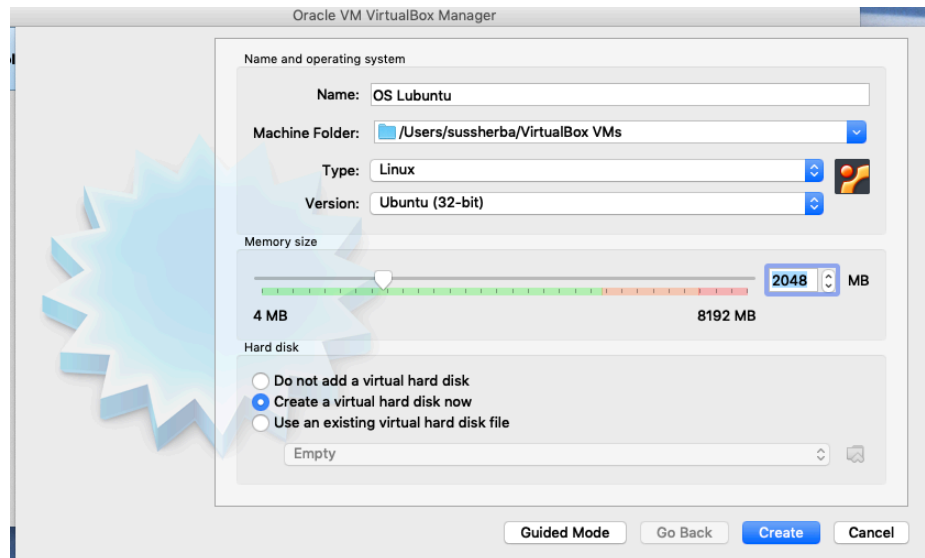 Oracle VM VirtualBox Manager
Name and operating system
Name: OS Lubuntu
Machine Folder: /Users/sussherba/VirtualBox VMs
Type: Linux
Version: Ubuntu (32-bit)
Memory size
2048 MB
4 MB 8192 MB
Hard disk
Do not add a virtual hard disk
Create a virtual hard disk now
Use an existing virtual hard disk file
Empty
Guided Mode Go Back Create Cancel